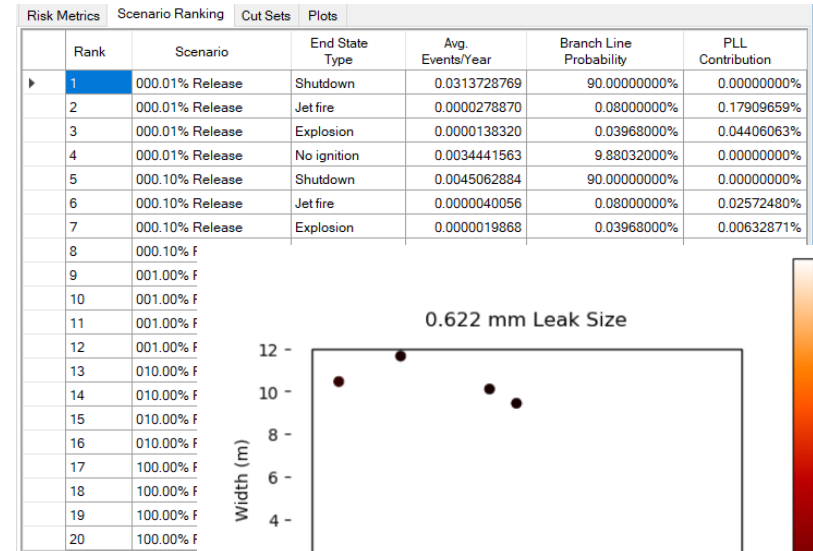 Risk Metrics Scenario Ranking Cut Sets Plots
Rank Scenario End State Type Avg. Events/Year Branch Line Probability PLL Contribution
1 000.01% Release Shutdown 0.0313728769 90.00000000% 0.00000000%
2 000.01% Release Jet fire 0.0000278870 0.08000000% 0.17909659%
3 000.01% Release Explosion 0.0000138320 0.03968000% 0.04406063%
4 000.01% Release No ignition 0.0034441563 9.88032000% 0.00000000%
5 000.10% Release Shutdown 0.0045062884 90.00000000% 0.00000000%
6 000.10% Release Jet fire 0.0000040056 0.08000000% 0.02572480%
7 000.10% Release Explosion 0.0000019868 0.03968000% 0.00632871%
8 000.10%
9 001.00%
10 001.00%
11 001.00%
12 001.00%
13 010.00%
14 010.00%
15 010.00%
16 010.00%
17 100.00%
18 100.00%
19 100.00%
20 100.00%
0.622 mm Leak Size
12
10
8
6
4
Width (m)